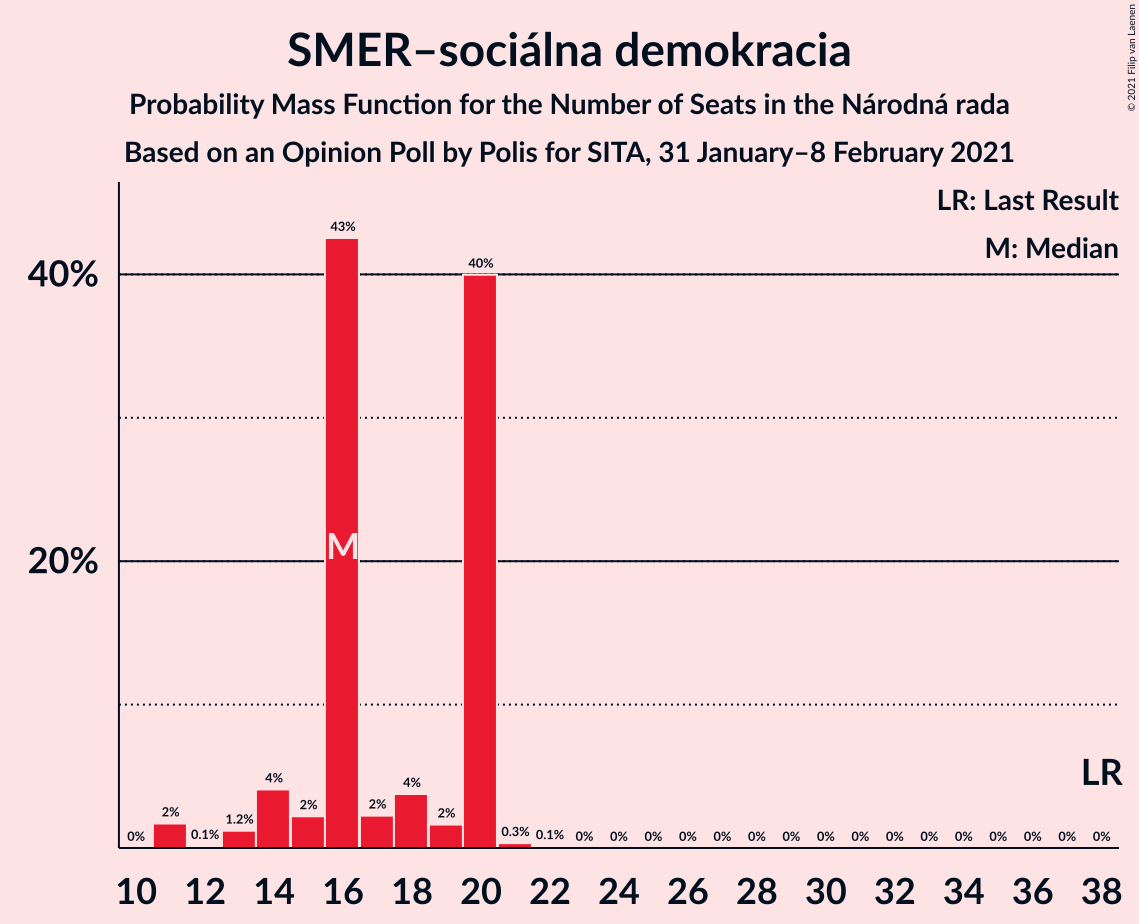 SMER–sociálna demokracia
Probability Mass Function for the Number of Seats in the Národná rada
Based on an Opinion Poll by Polis for SITA, 31 January–8 February 2021
© 2021 Filip van Laenen
LR: Last Result
M: Median
40%
20%
0% 2% 0.1% 1.2% 4% 2% 43% 2% 4% 2% 40% 0.3% 0.1% 0% 0% 0% 0% 0% 0% 0% 0% 0% 0% 0% 0% 0% 0% 0% 0%
M
LR
10 12 14 16 18 20 22 24 26 28 30 32 34 36 38